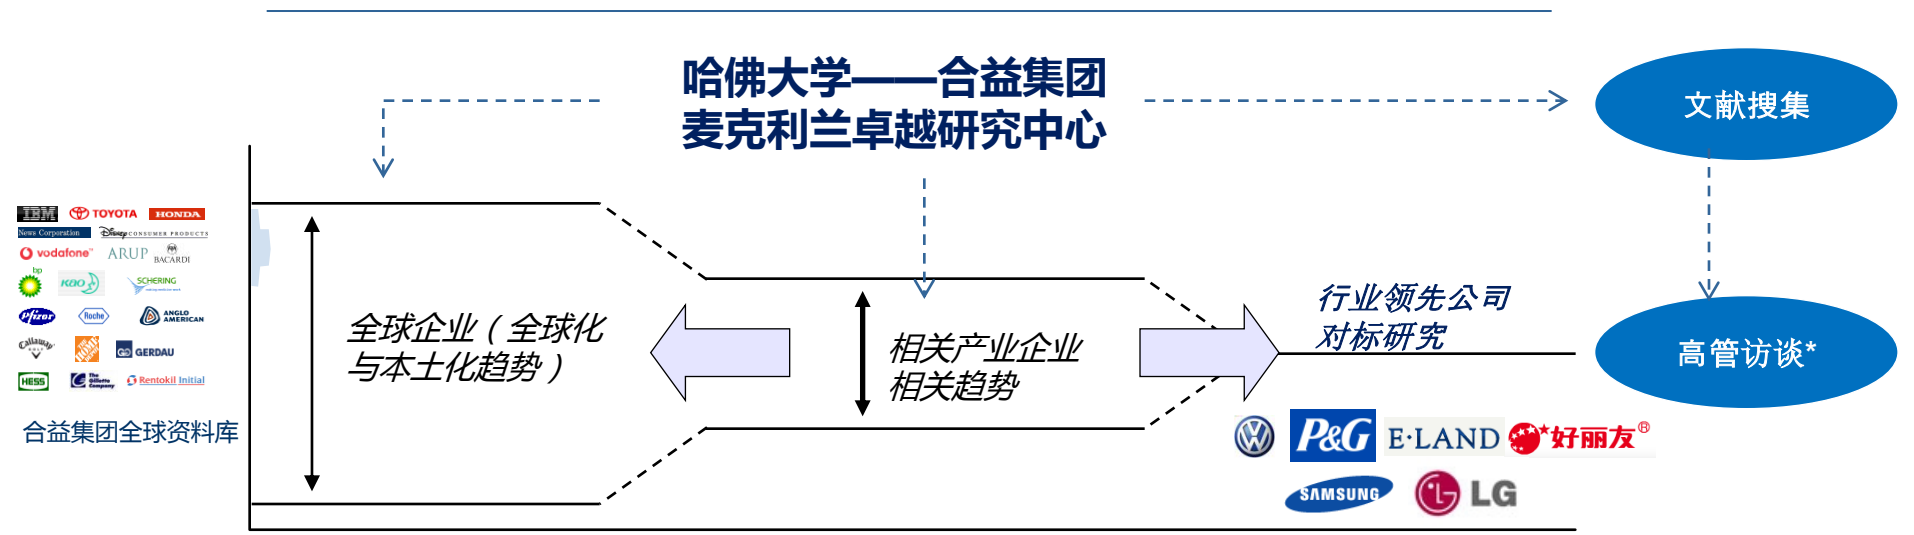 哈佛大学——合益集团
麦克利兰卓越研究中心
文献搜集
IBM
TOYOTA
HONDA
News Corporation
Disney CONSUMER PRODUCTS
vodafone™
ARUP
BACARDI
bp
KAO
SCHERING
Pfizer
Roche
ANGLO
AMERICAN
Callaway
GOLF
GERDAU
HESS
The
Gillette
Company
Rentokil Initial
合益集团全球资料库
全球企业（全球化
与本土化趋势）
相关产业企业
相关趋势
行业领先公司
对标研究
高管访谈*
P&G
E·LAND
好丽友®
SAMSUNG
LG